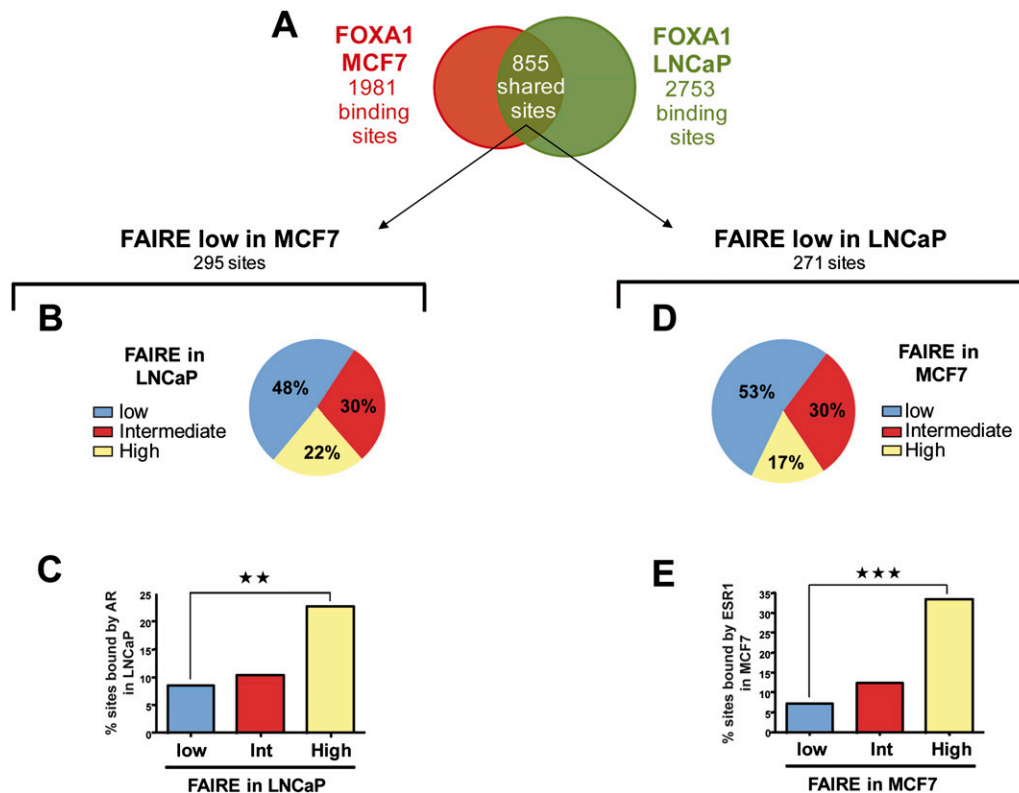 A
FOXA1
MCF7
1981
binding
sites
855
shared
sites
FOXA1
LNCaP
2753
binding
sites
FAIRE low in MCF7
295 sites
FAIRE low in LNCaP
271 sites
B
FAIRE in
LNCaP
low
Intermediate
High
48%
30%
22%
D
53%
30%
17%
FAIRE in
MCF7
low
Intermediate
High
C
★★
% sites bound by AR
in LNCaP
25
20
15
10
5
0
low Int High
FAIRE in LNCaP
E
★★★
% sites bound by ESR1
in MCF7
35
30
25
20
15
10
5
0
low Int High
FAIRE in MCF7